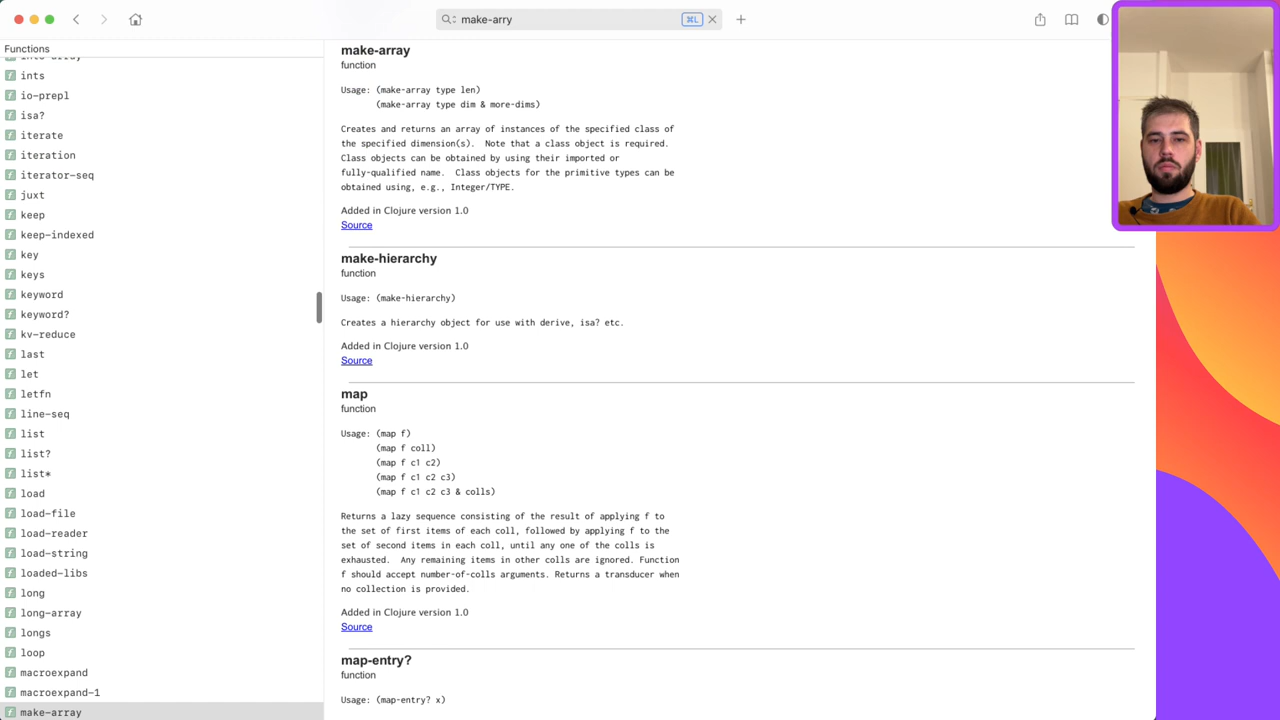 make-arry
⌘L
Functions
into-array
ints
io-prepl
isa?
iterate
iteration
iterator-seq
juxt
keep
keep-indexed
key
keys
keyword
keyword?
kv-reduce
last
let
letfn
line-seq
list
list?
list*
load
load-file
load-reader
load-string
loaded-libs
long
long-array
longs
loop
macroexpand
macroexpand-1
make-array
make-array
function
Usage: (make-array type len)
(make-array type dim & more-dims)
Creates and returns an array of instances of the specified class of
the specified dimension(s).  Note that a class object is required.
Class objects can be obtained by using their imported or
fully-qualified name.  Class objects for the primitive types can be
obtained using, e.g., Integer/TYPE.
Added in Clojure version 1.0
Source
make-hierarchy
function
Usage: (make-hierarchy)
Creates a hierarchy object for use with derive, isa? etc.
Added in Clojure version 1.0
Source
map
function
Usage: (map f)
(map f coll)
(map f c1 c2)
(map f c1 c2 c3)
(map f c1 c2 c3 & colls)
Returns a lazy sequence consisting of the result of applying f to
the set of first items of each coll, followed by applying f to the
set of second items in each coll, until any one of the colls is
exhausted.  Any remaining items in other colls are ignored. Function
f should accept number-of-colls arguments. Returns a transducer when
no collection is provided.
Added in Clojure version 1.0
Source
map-entry?
function
Usage: (map-entry? x)